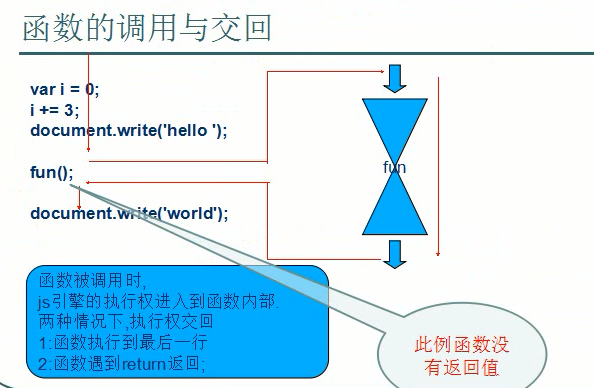 函数的调用与交回
var i = 0;
i += 3;
document.write('hello ');
fun();
document.write('world');
fun
函数被调用时,
js引擎的执行权进入到函数内部.
两种情况下,执行权交回
1:函数执行到最后一行
2:函数遇到return返回;
此例函数没
有返回值